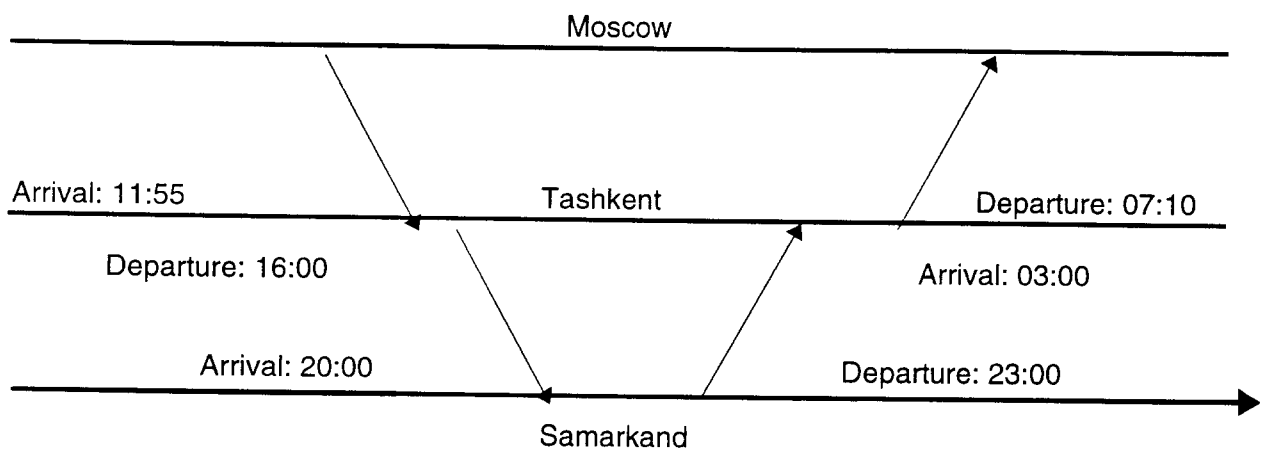 Moscow
Arrival: 11:55
Tashkent
Departure: 07:10
Departure: 16:00
Arrival: 03:00
Arrival: 20:00
Departure: 23:00
Samarkand